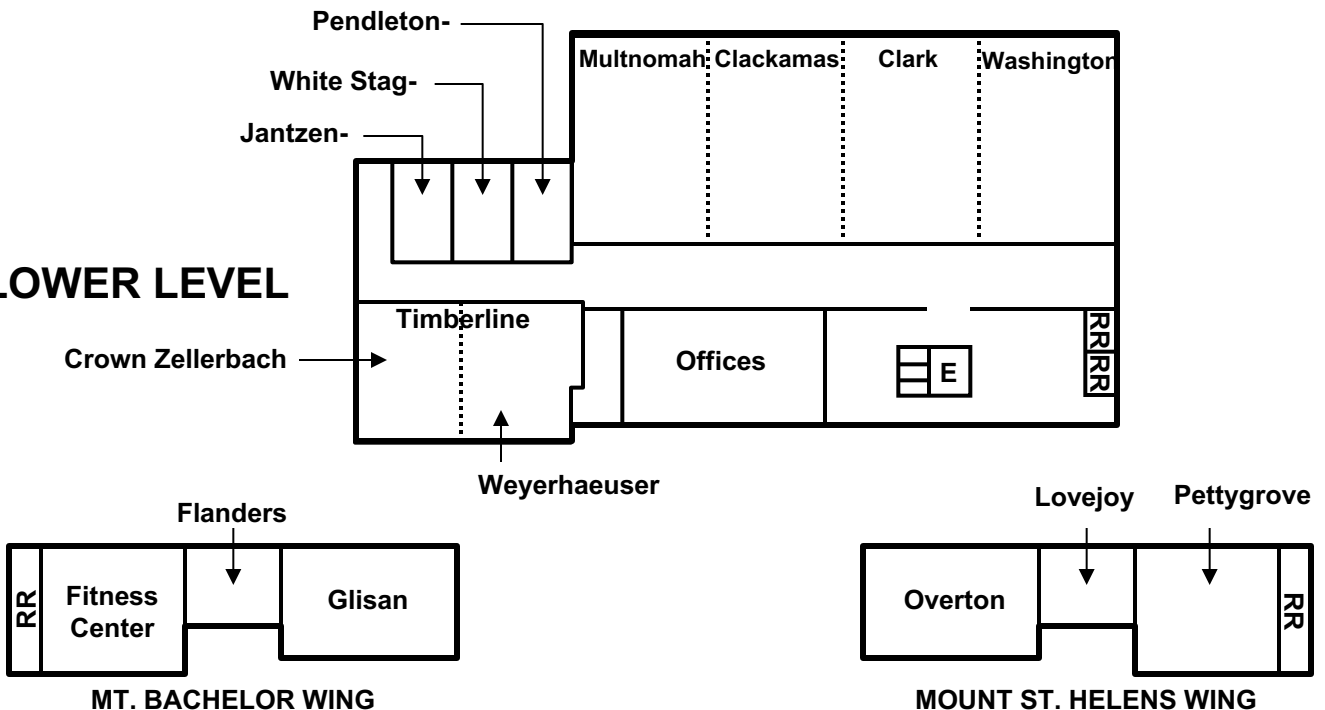 Pendleton-
White Stag-
Jantzen-
Multnomah Clackamas Clark Washington
LOWER LEVEL
Timberline
Crown Zellerbach
Offices
E
RR
RR
Weyerhaeuser
Flanders
RR
Fitness
Center
Glisan
MT. BACHELOR WING
Lovejoy
Pettygrove
Overton
RR
MOUNT ST. HELENS WING